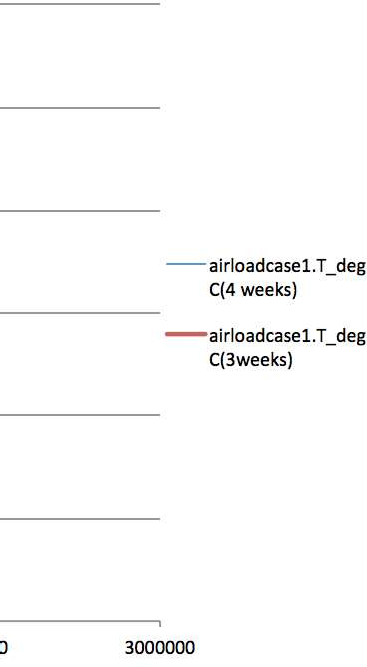 airloadcase1.T_deg
C(4 weeks)
airloadcase1.T_deg
C(3weeks)
0 3000000